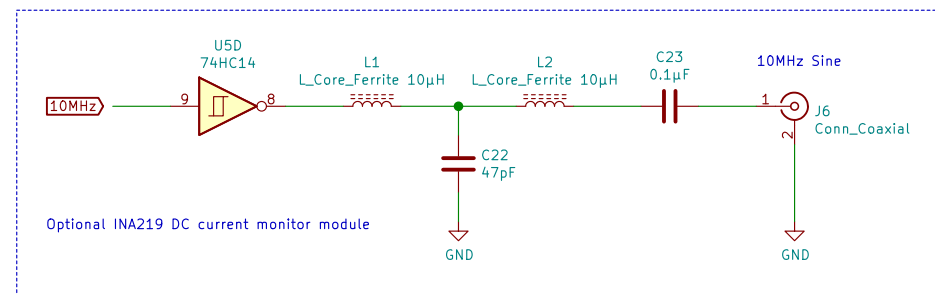 U5D
74HC14
10MHz
9
8
L1
L_Core_Ferrite 10µH
C22
47pF
GND
L2
L_Core_Ferrite 10µH
C23
0.1µF
10MHz Sine
1
2
J6
Conn_Coaxial
GND
Optional INA219 DC current monitor module